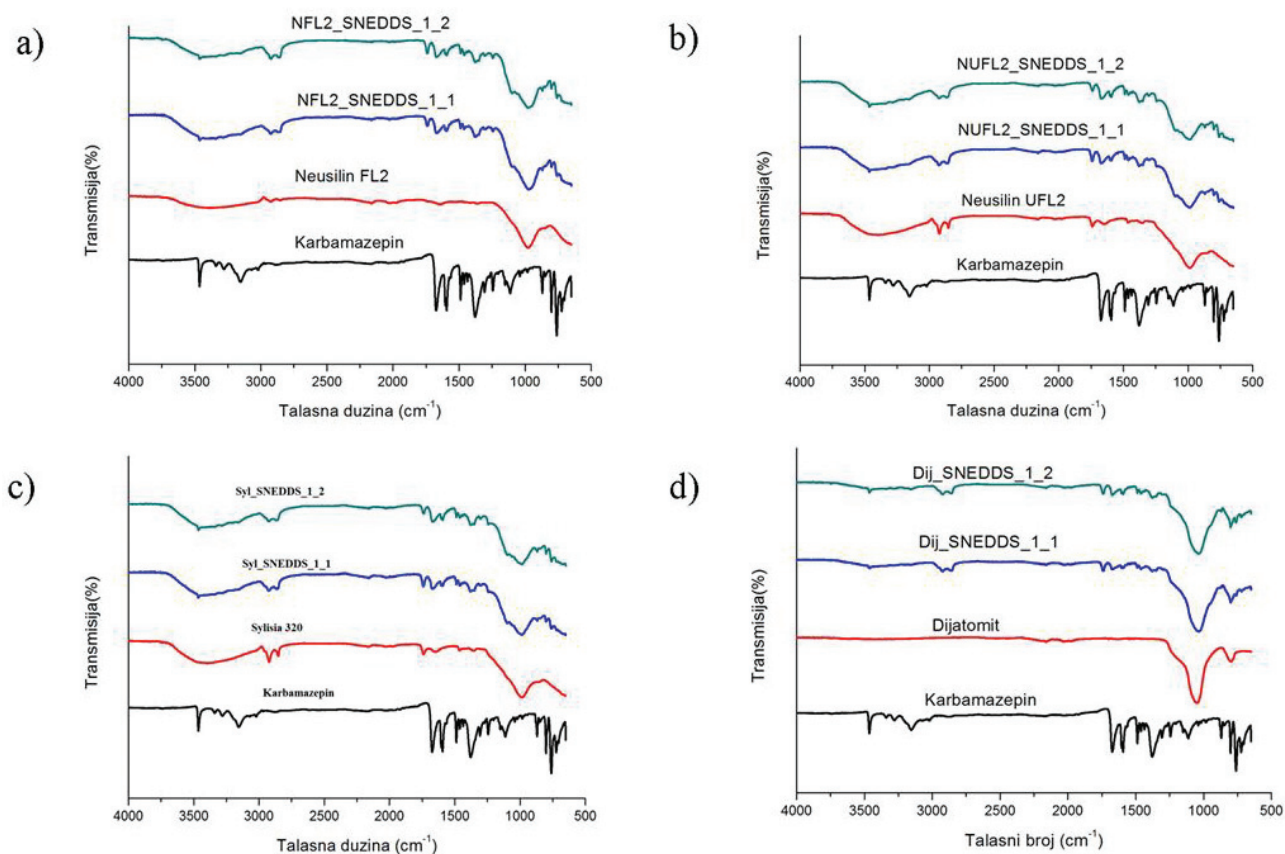 a)
NFL2_SNEDDS_1_2
NFL2_SNEDDS_1_1
Neusilin FL2
Karbamazepin
Transmisija(%)
4000 3500 3000 2500 2000 1500 1000 500
Talasna duzina (cm⁻¹)
b)
NUFL2_SNEDDS_1_2
NUFL2_SNEDDS_1_1
Neusilin UFL2
Karbamazepin
Transmisija(%)
4000 3500 3000 2500 2000 1500 1000 500
Talasna duzina (cm⁻¹)
c)
Syl_SNEDDS_1_2
Syl_SNEDDS_1_1
Sylisia 320
Karbamazepin
Transmisija(%)
4000 3500 3000 2500 2000 1500 1000 500
Talasna duzina (cm⁻¹)
d)
Dij_SNEDDS_1_2
Dij_SNEDDS_1_1
Dijatomit
Karbamazepin
Transmisija(%)
4000 3500 3000 2500 2000 1500 1000 500
Talasni broj (cm⁻¹)